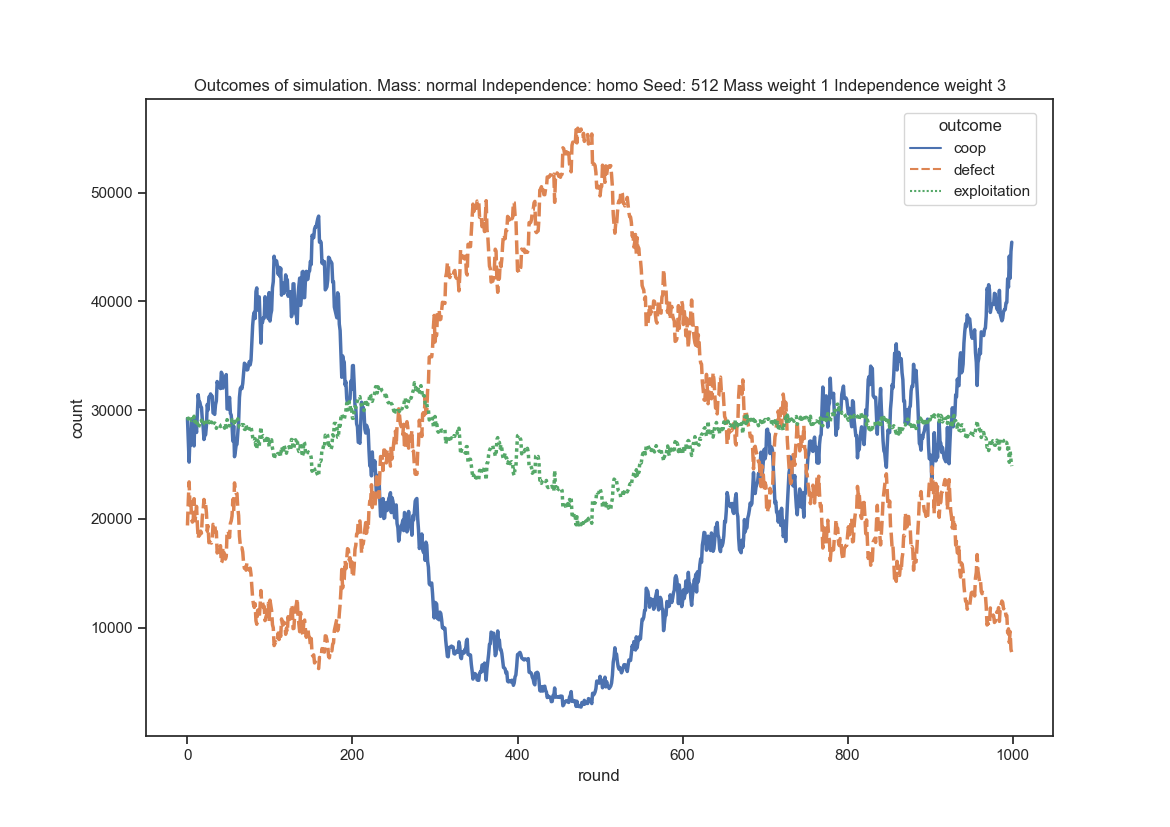 Outcomes of simulation. Mass: normal Independence: homo Seed: 512 Mass weight 1 Independence weight 3
outcome
coop
defect
exploitation
50000
40000
30000
20000
10000
count
0
200
400
600
800
1000
round